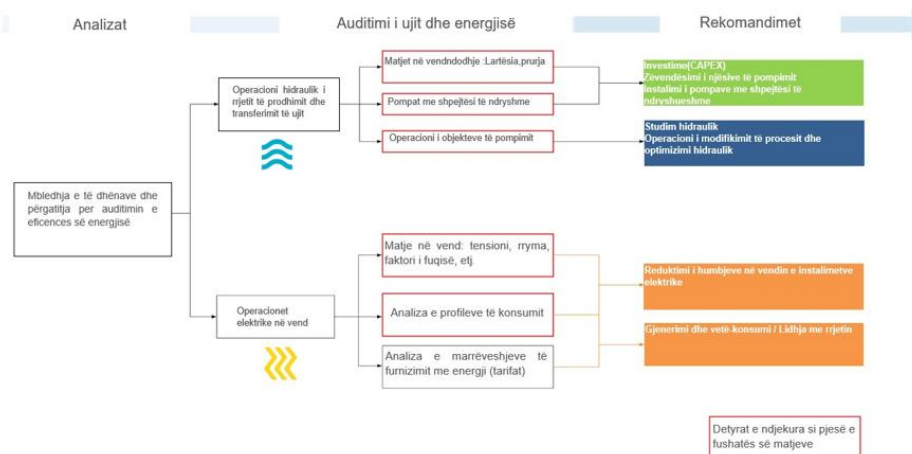 Analizat
Auditimi i ujit dhe energjisë
Rekomandimet
Mbledhja e të dhënave dhe
përgatitja per auditimin e
eficences së energjisë
Operacioni hidraulik i
rrjetit të prodhimit dhe
transferimit të ujit
Matjet në vendndodhje :Lartësia,prurja
Pompat me shpejtësi të ndryshme
Operacioni i objekteve të pompimit
Investime(CAPEX)
Zëvendësimi i njësive të pompimit
Instalimi i pompave me shpejtësi të
ndryshueshme
Studim hidraulik
Operacioni i modifikimit të procesit dhe
optimizimi hidraulik
Operacionet
elektrike në vend
Matje në vend: tensioni, rryma,
faktori i fuqisë, etj.
Analiza e profileve të konsumit
Analiza e marrëveshjeve të
furnizimit me energji (tarifat)
Reduktimi i humbjeve në vendin e instalimetve
elektrike
Gjenerimi dhe vetë-konsumi / Lidhja me rrjetin
Detyrat e ndjekura si pjesë e
fushatës së matjeve